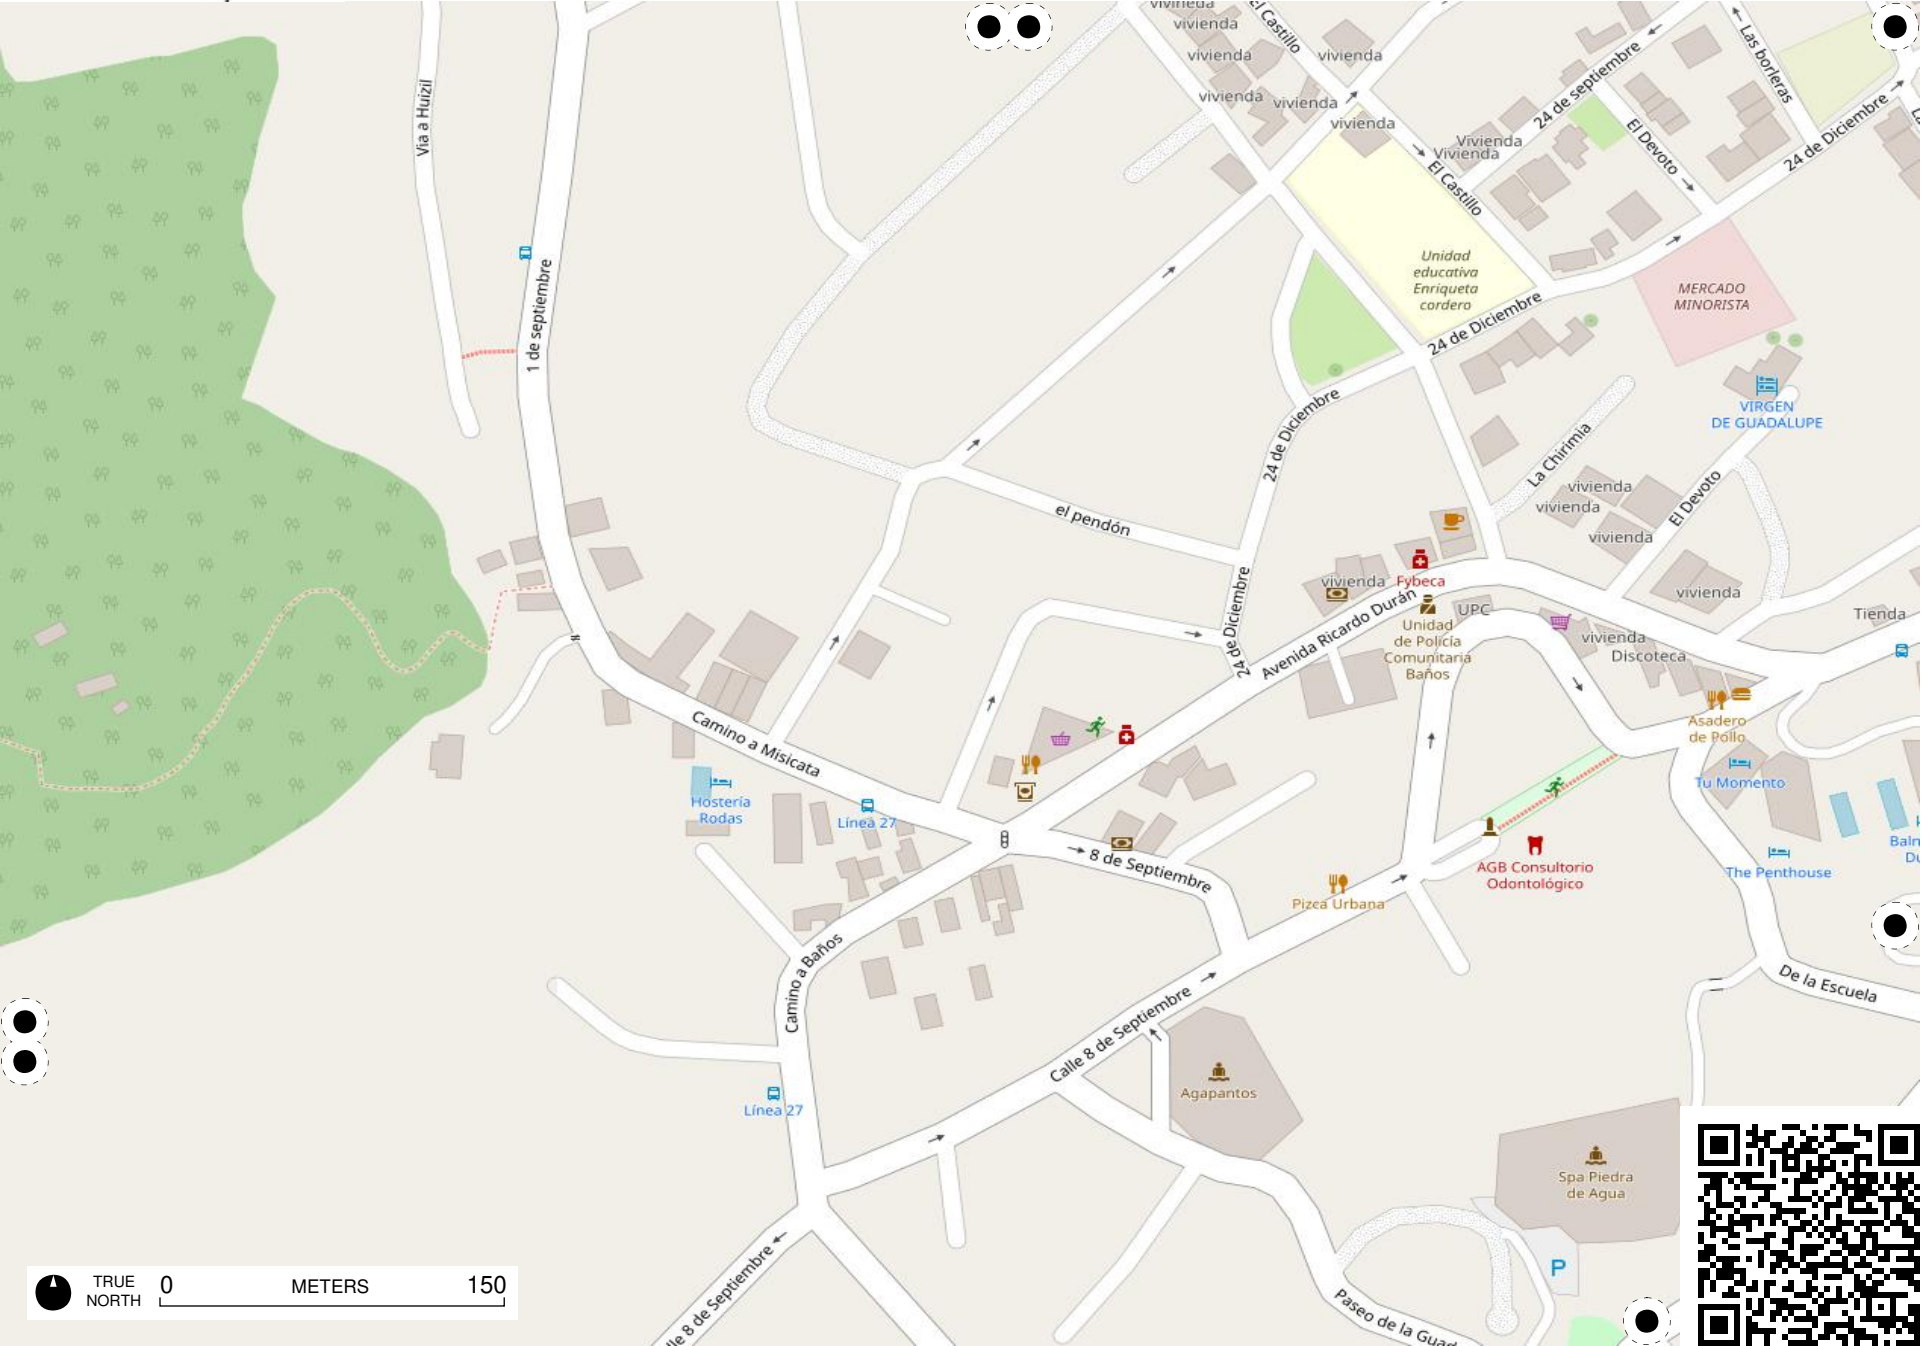 vivienda
vivienda
El Castillo
vivienda
vivienda
vivienda
vivienda
vivienda
24 de septiembre
Las borleras
Via a Huizil
Vivienda
Vivienda
El Devoto
24 de Diciembre
El Castillo
1 de septiembre
Unidad
educativa
Enriqueta
cordero
MERCADO
MINORISTA
24 de Diciembre
24 de Diciembre
VIRGEN
DE GUADALUPE
La Chirimia
vivienda
vivienda
vivienda
El Devoto
el pendón
24 de Diciembre
vivienda
Fybeca
Avenida Ricardo Durán
UPC
Unidad
de Policía
Comunitaria
Baños
vivienda
vivienda
Discoteca
Tienda
Camino a Misicata
Asadero
de Pollo
Hostería
Rodas
Línea 27
Tu Momento
8 de Septiembre
AGB Consultorio
Odontológico
The Penthouse
Pizca Urbana
Camino a Baños
De la Escuela
Calle 8 de Septiembre
Agapantos
Línea 27
Spa Piedra
de Agua
P
lle 8 de Septiembre
Paseo de la Guad
TRUE
NORTH
0 METERS 150